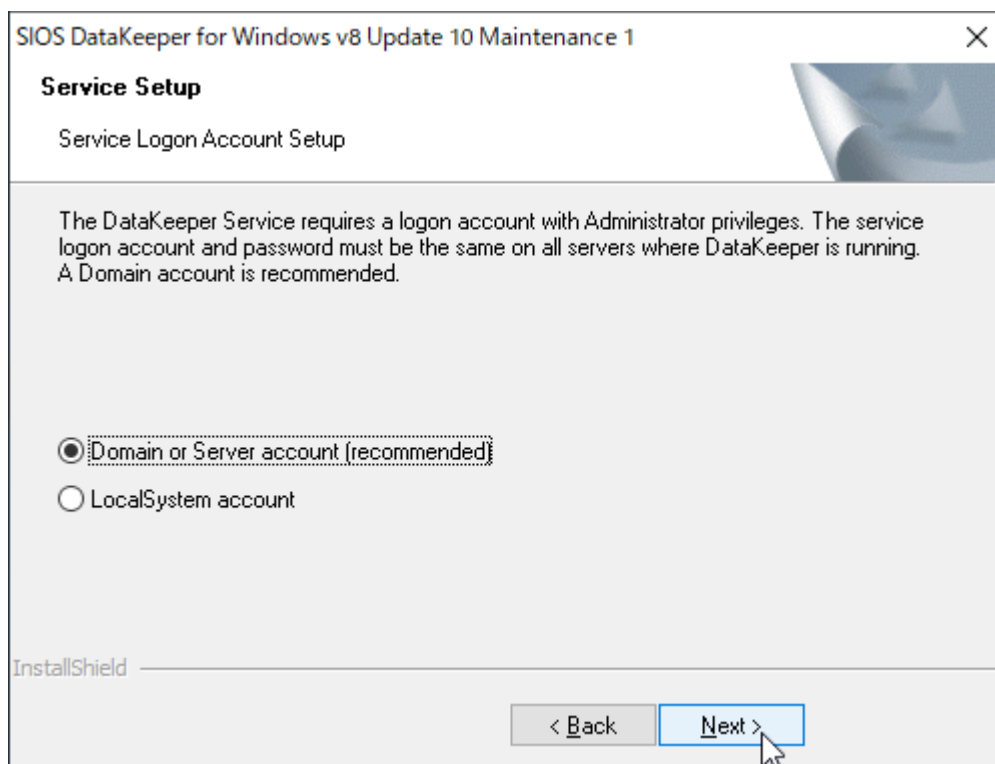 SIOS DataKeeper for Windows v8 Update 10 Maintenance 1
Service Setup
Service Logon Account Setup
The DataKeeper Service requires a logon account with Administrator privileges. The service
logon account and password must be the same on all servers where DataKeeper is running.
A Domain account is recommended.
Domain or Server account (recommended)
LocalSystem account
InstallShield
< Back
Next >